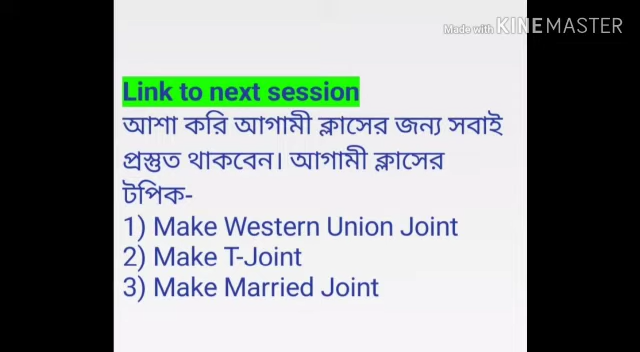 Made with KINEMASTER
Link to next session
আশা করি আগামী ক্লাসের জন্য সবাই
প্রস্তুত থাকবেন। আগামী ক্লাসের
টপিক-
1) Make Western Union Joint
2) Make T-Joint
3) Make Married Joint